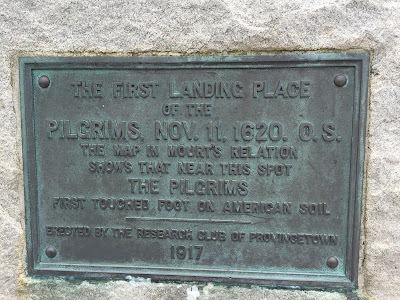 THE FIRST LANDING PLACE
OF THE
PILGRIMS, NOV. 11, 1620. O.S.
THE MAP IN MOURT'S RELATION
SHOWS THAT NEAR THIS SPOT
THE PILGRIMS
FIRST TOUCHED FOOT ON AMERICAN SOIL
ERECTED BY THE RESEARCH CLUB OF PROVINCETOWN
1917